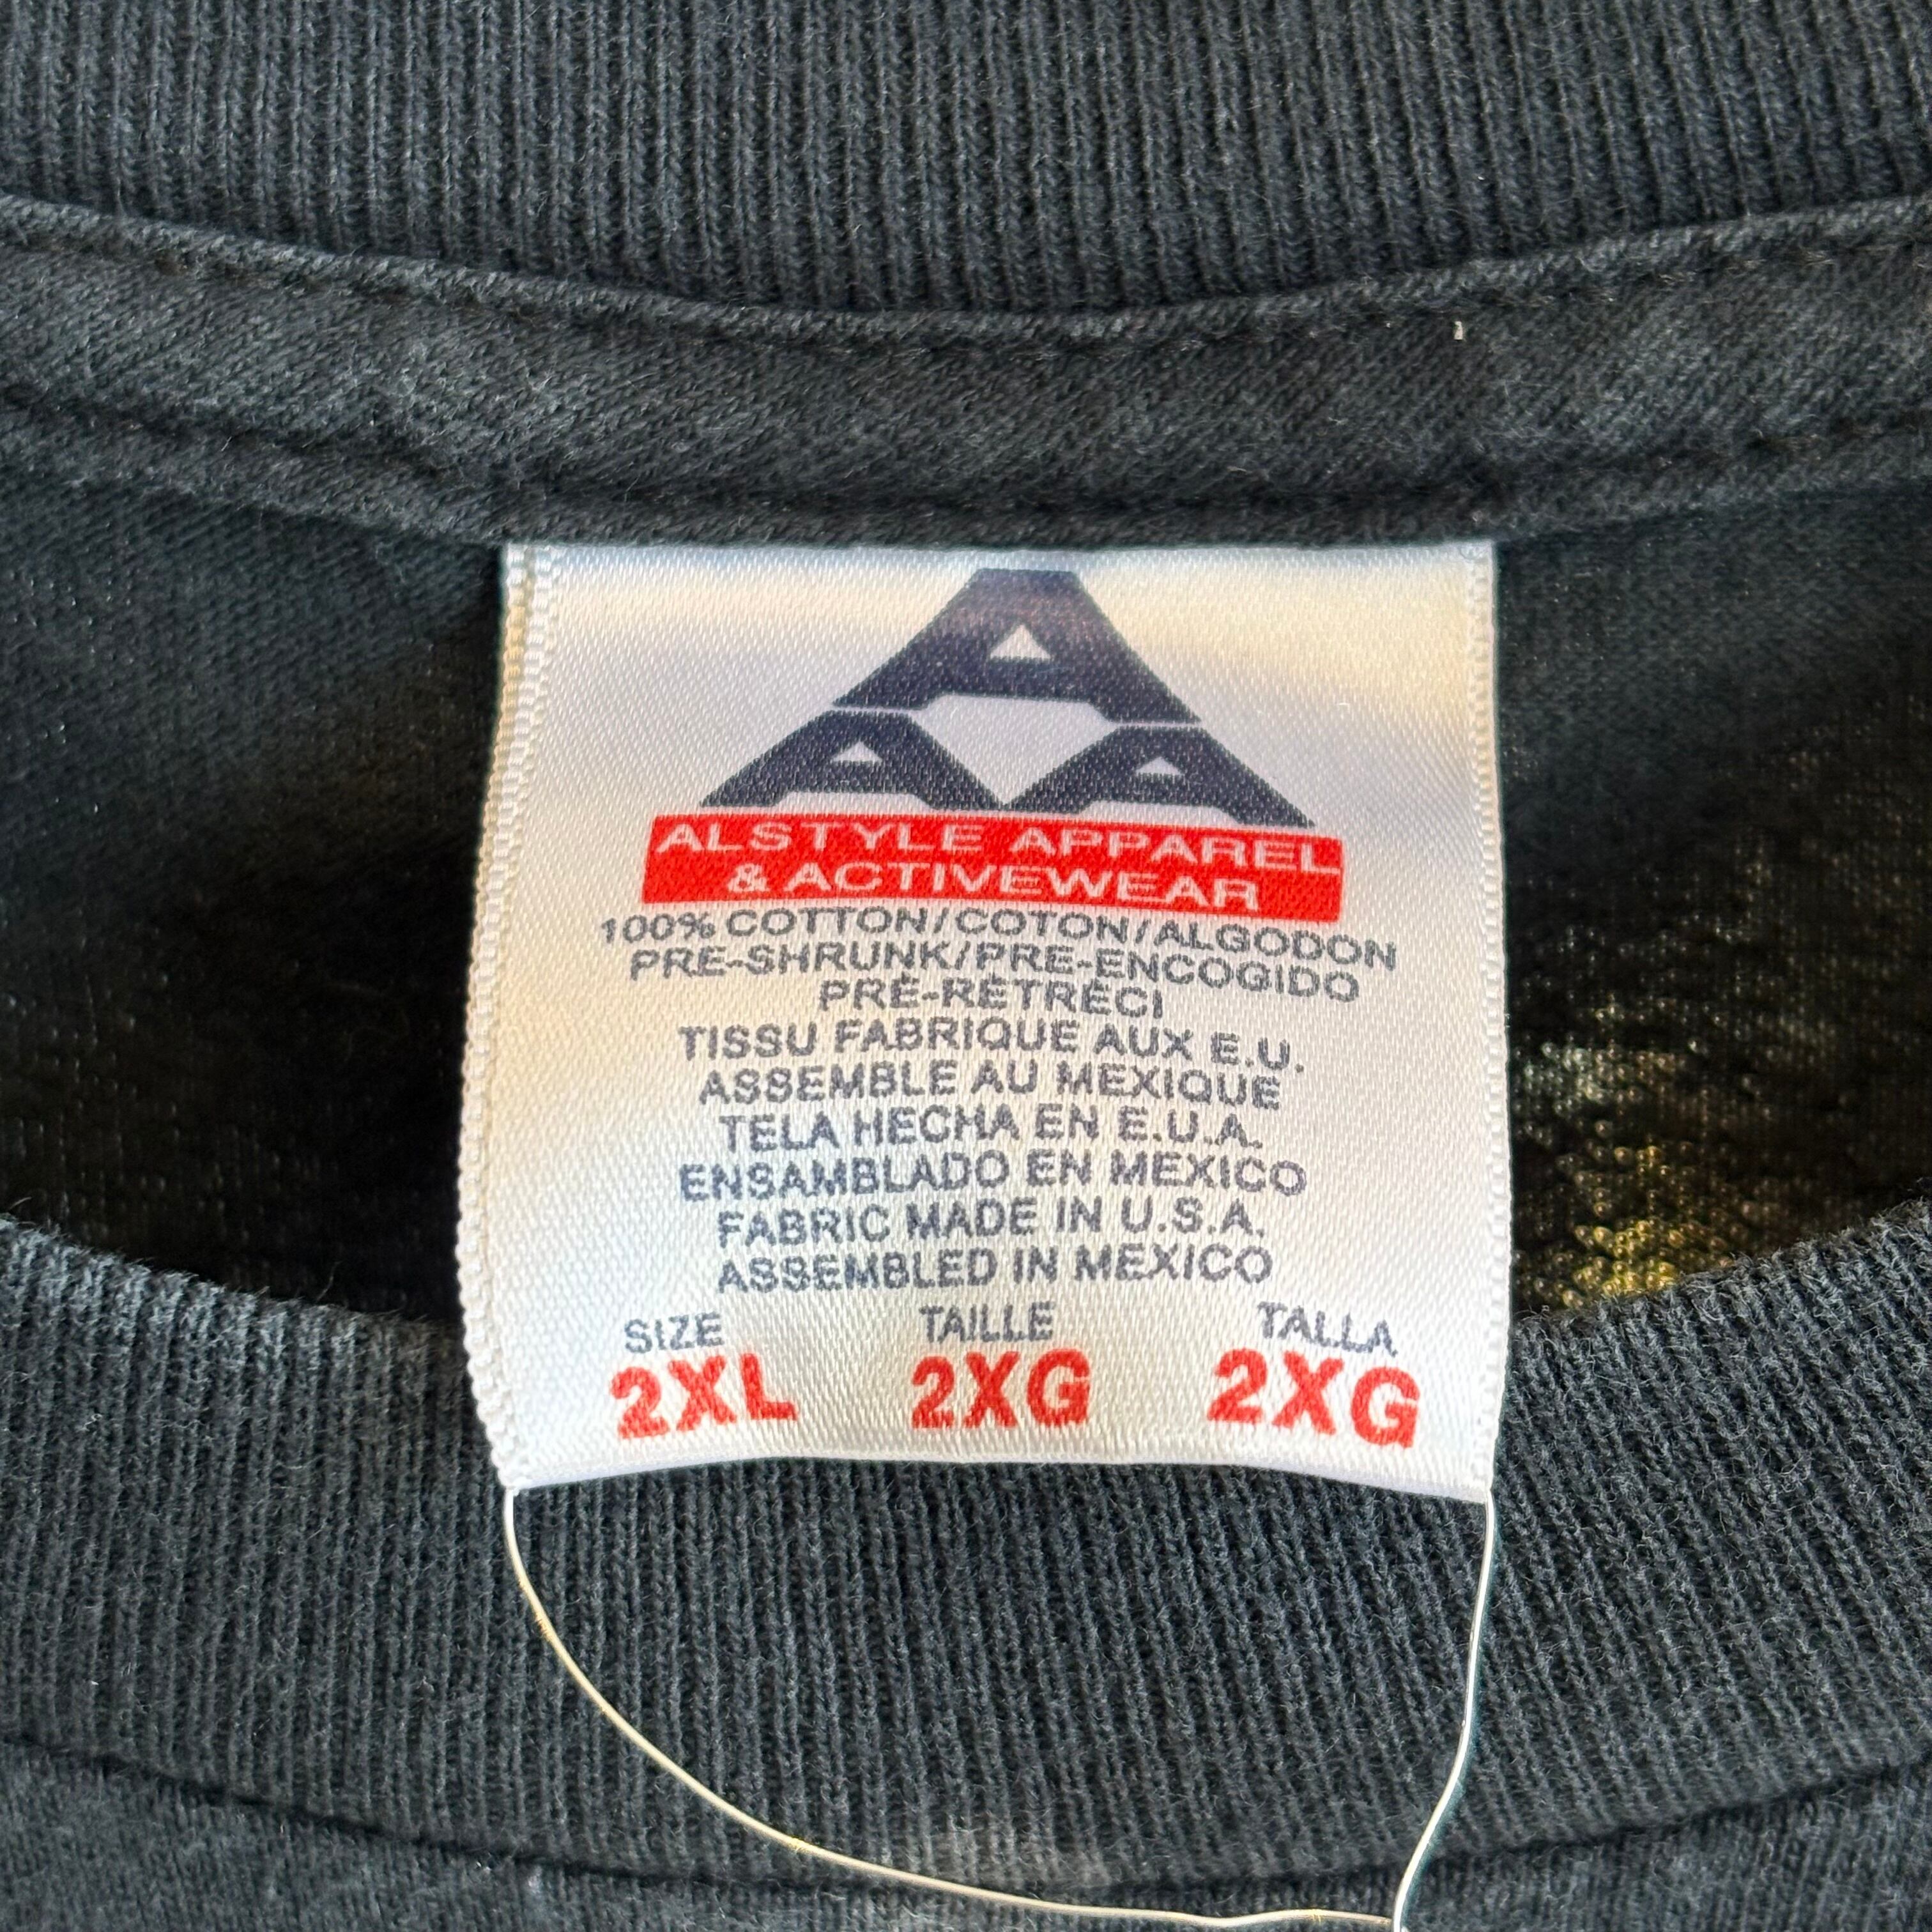 A
A A
ALSTYLE APPAREL
& ACTIVEWEAR
100% COTTON/COTON/ALGODON
PRE-SHRUNK/PRE-ENCOGIDO
PRÉ-RÉTRÉCI
TISSU FABRIQUE AUX E.U.
ASSEMBLE AU MEXIQUE
TELA HECHA EN E.U.A.
ENSAMBLADO EN MEXICO
FABRIC MADE IN U.S.A.
ASSEMBLED IN MEXICO
SIZE TAILLE TALLA
2XL 2XG 2XG